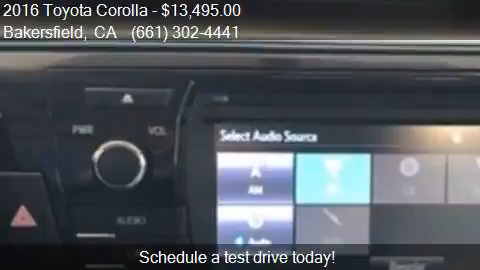 2016 Toyota Corolla - $13,495.00
Bakersfield, CA (661) 302-4441
PWR VOL
Select Audio Source
AM
AUDIO
Audio
Schedule a test drive today!